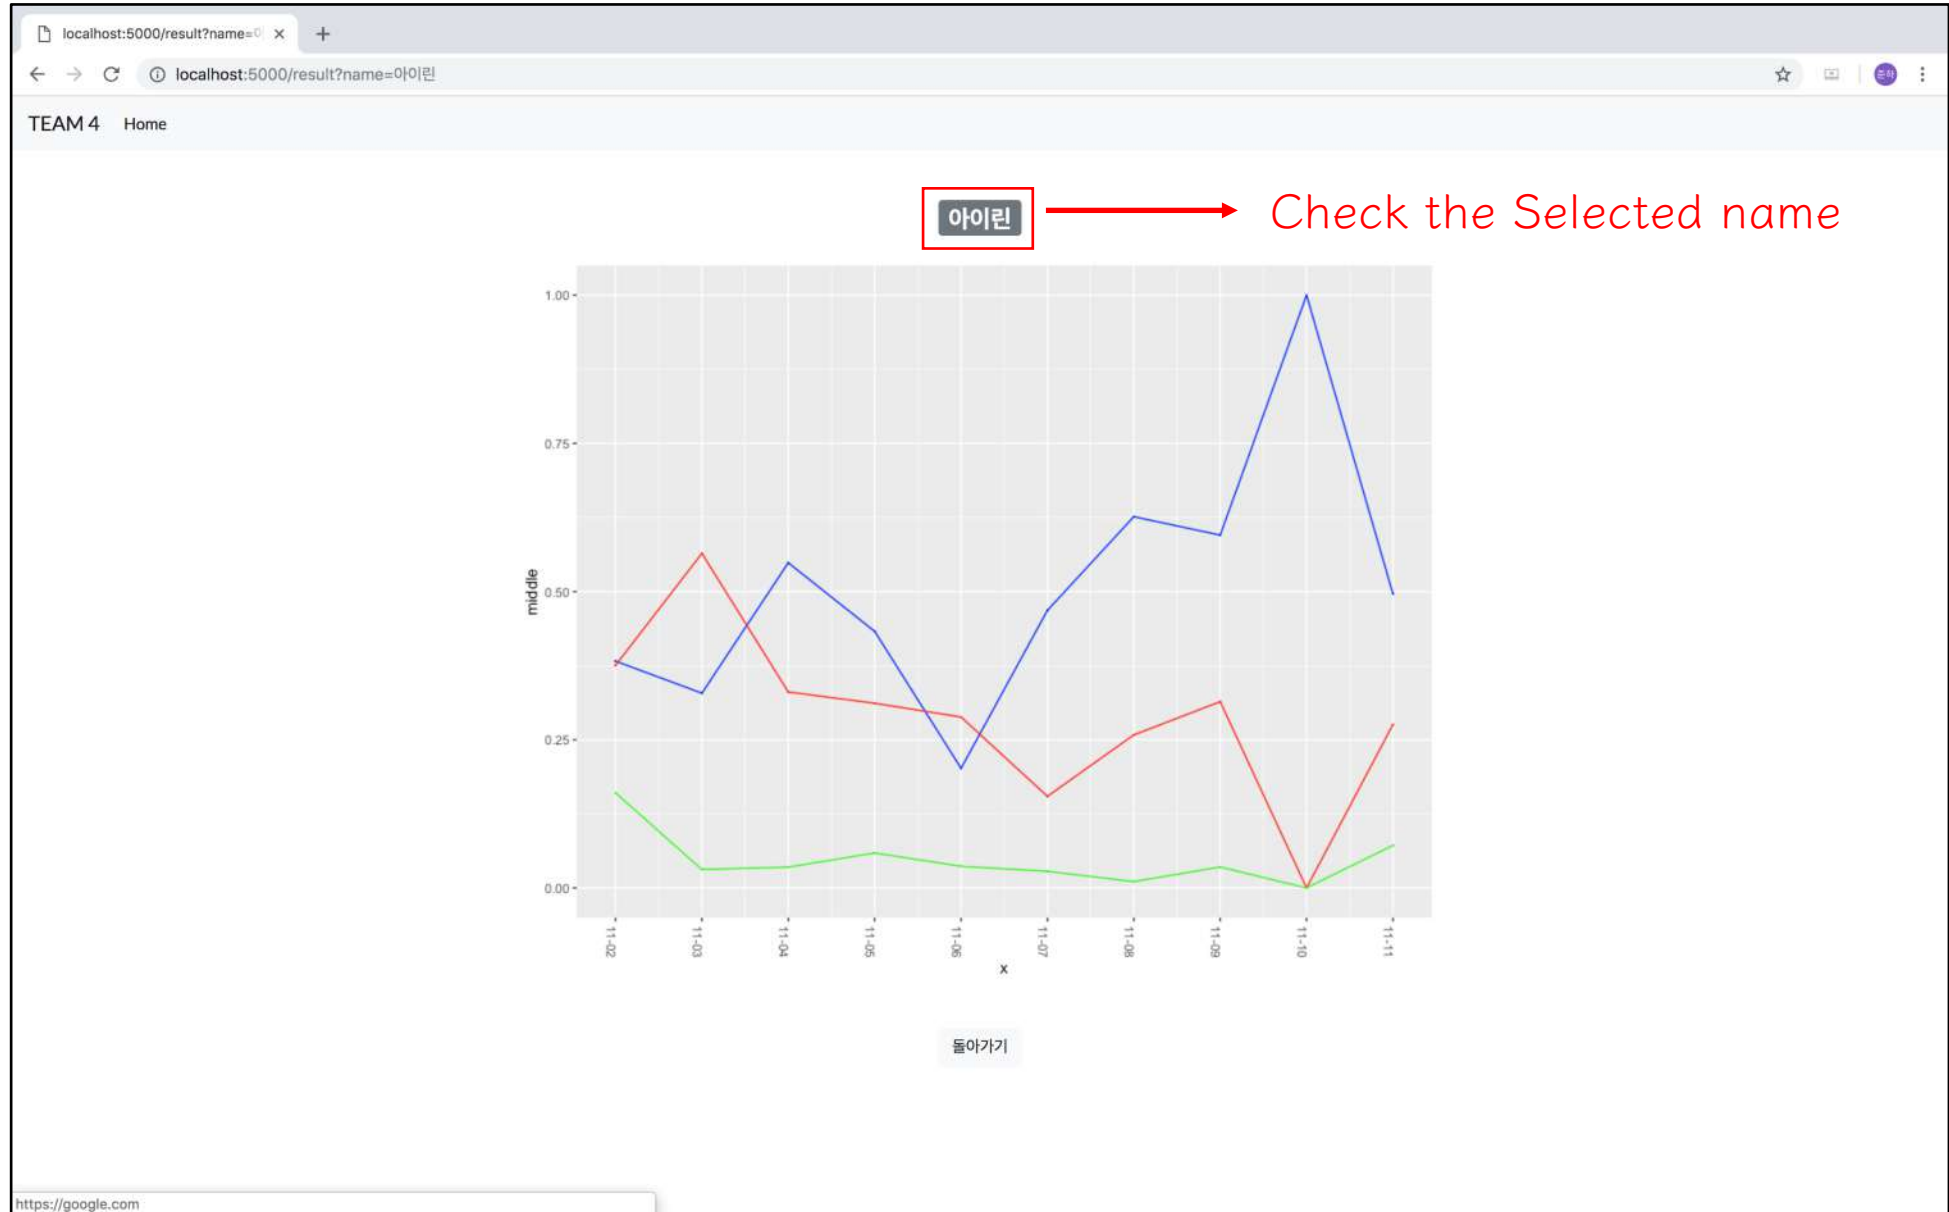 localhost:5000/result?name=이
localhost:5000/result?name=아이린
준하
TEAM 4 Home
아이린 Check the Selected name
1.00
0.75
0.50
0.25
0.00
middle
11-02 11-03 11-04 11-05 11-06 11-07 11-08 11-09 11-10 11-11
x
돌아가기
https://google.com